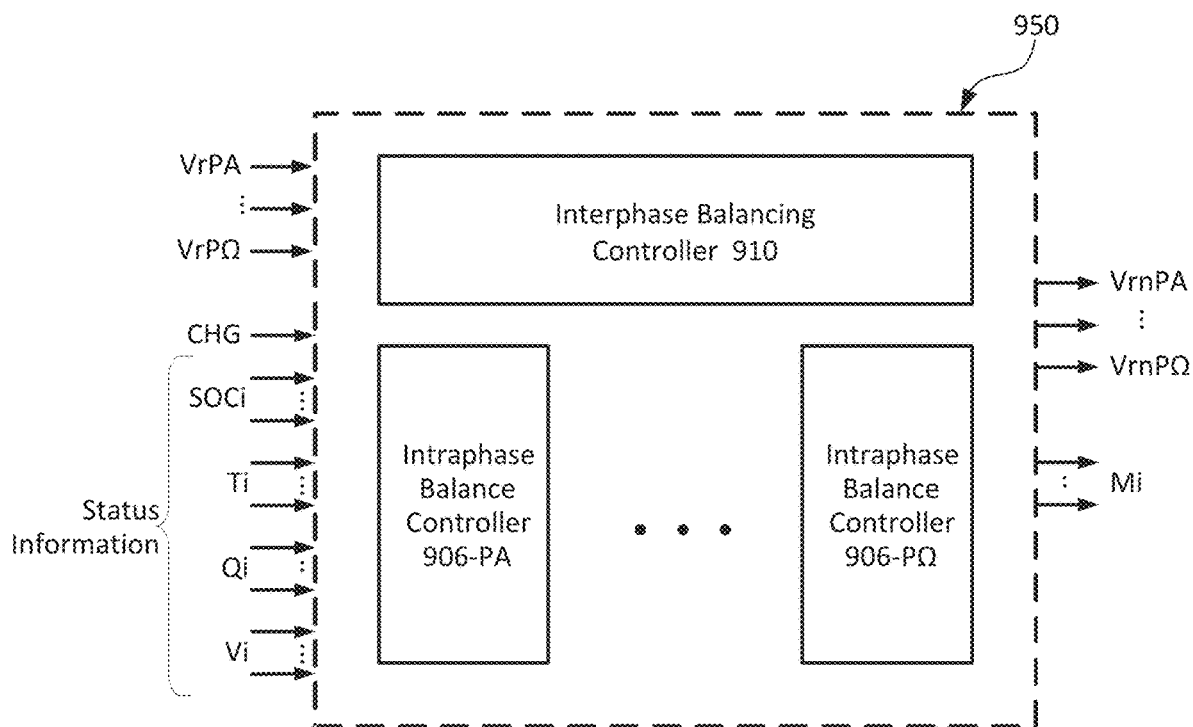 950
VrPA
⋮
VrPΩ
CHG
SOCi
⋮
Ti
⋮
Qi
⋮
Vi
⋮
Status
Information
Interphase Balancing
Controller 910
Intraphase
Balance
Controller
906-PA
• • •
Intraphase
Balance
Controller
906-PΩ
VrnPA
⋮
VrnPΩ
Mi
⋮